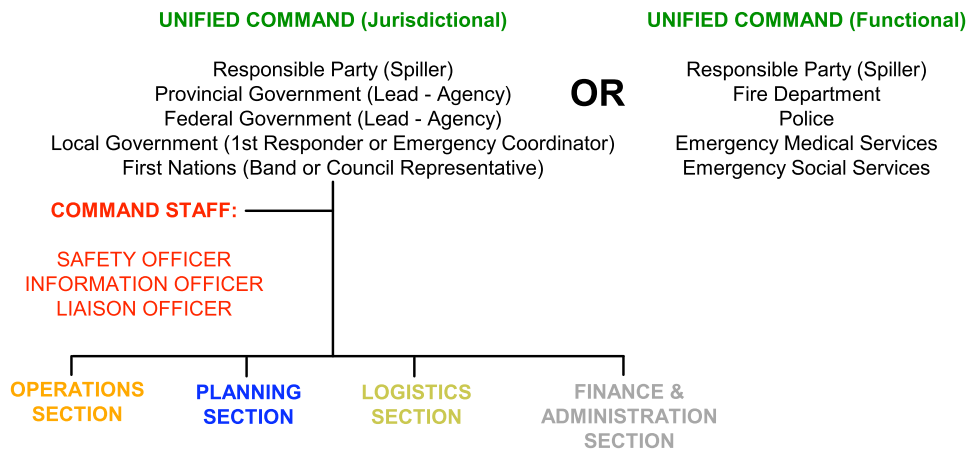 UNIFIED COMMAND (Jurisdictional)
Responsible Party (Spiller)
Provincial Government (Lead - Agency)
Federal Government (Lead - Agency)
Local Government (1st Responder or Emergency Coordinator)
First Nations (Band or Council Representative)
OR
UNIFIED COMMAND (Functional)
Responsible Party (Spiller)
Fire Department
Police
Emergency Medical Services
Emergency Social Services
COMMAND STAFF:
SAFETY OFFICER
INFORMATION OFFICER
LIAISON OFFICER
OPERATIONS
SECTION
PLANNING
SECTION
LOGISTICS
SECTION
FINANCE &
ADMINISTRATION
SECTION